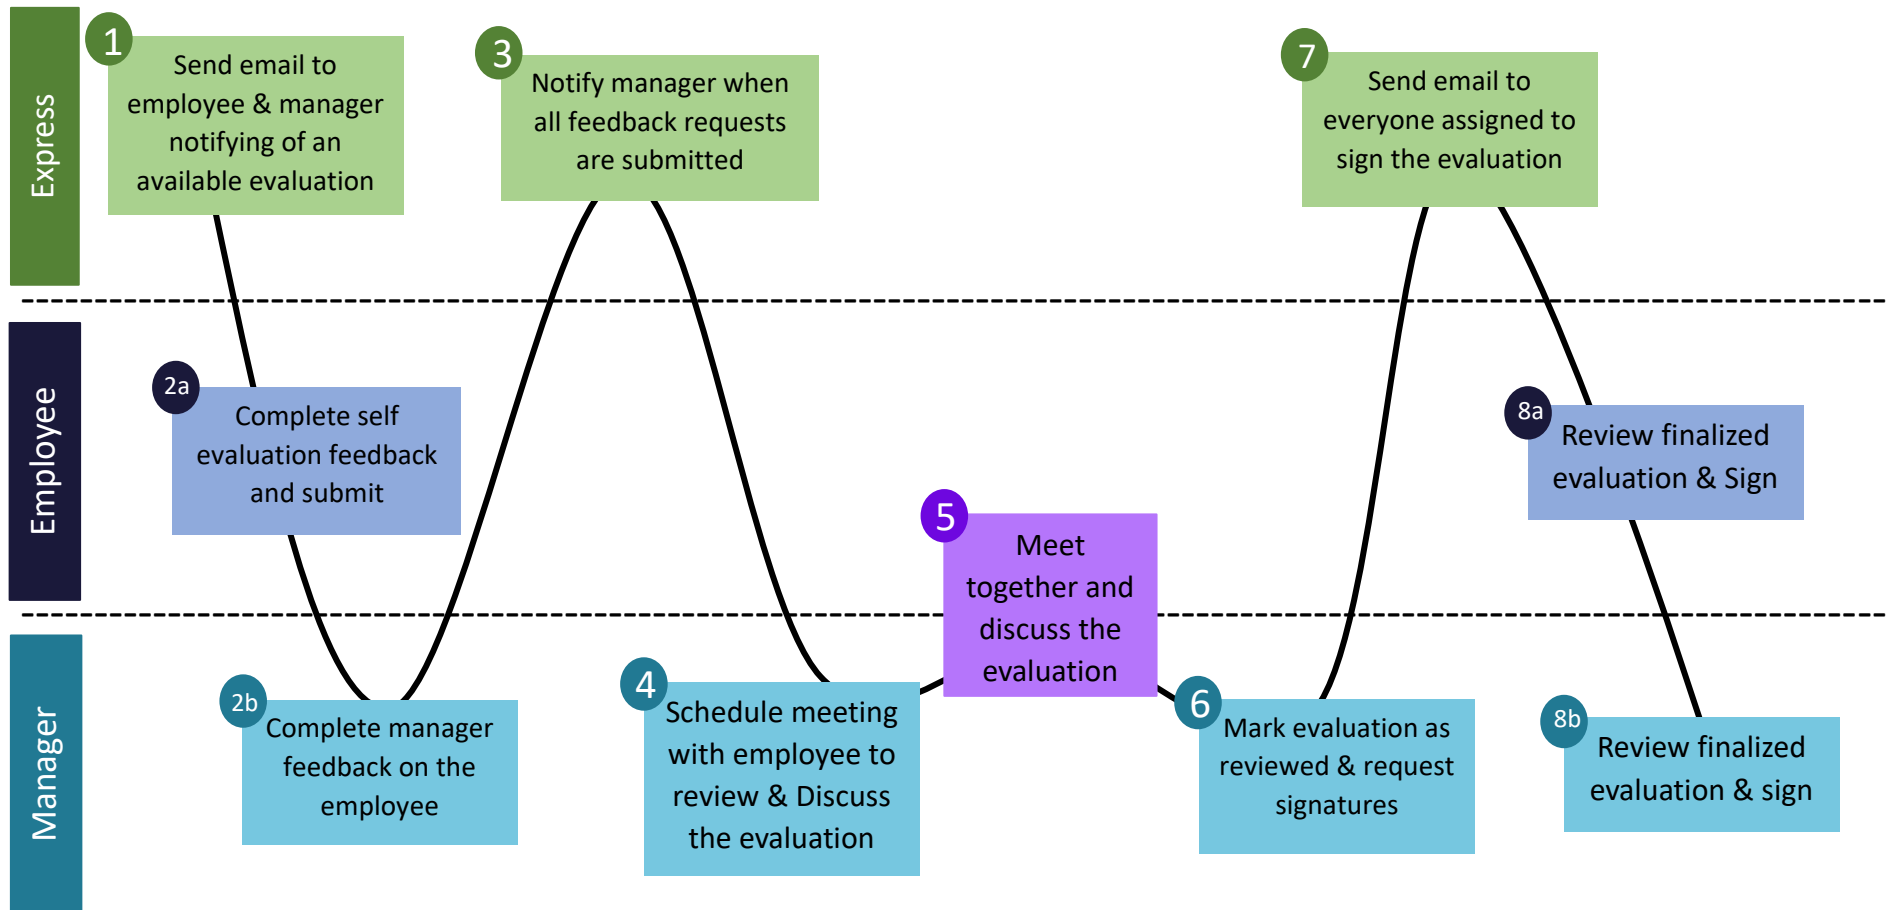 Express
1
Send email to
employee & manager
notifying of an
available evaluation
3
Notify manager when
all feedback requests
are submitted
7
Send email to
everyone assigned to
sign the evaluation
Employee
2a
Complete self
evaluation feedback
and submit
5
Meet
together and
discuss the
evaluation
8a
Review finalized
evaluation & Sign
Manager
2b
Complete manager
feedback on the
employee
4
Schedule meeting
with employee to
review & Discuss
the evaluation
6
Mark evaluation as
reviewed & request
signatures
8b
Review finalized
evaluation & sign